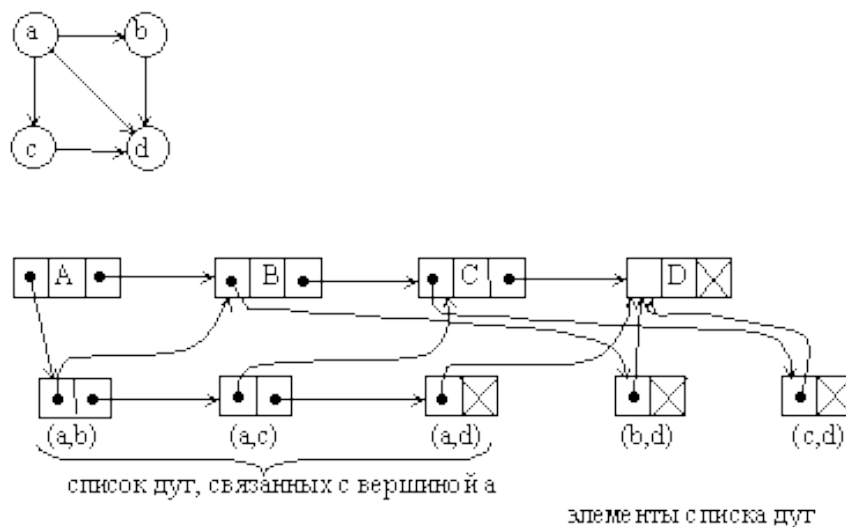 a b
c d
A B C D
(a,b) (a,c) (a,d) (b,d) (c,d)
список дуг, связанных с вершиной а
элементы списка дуг